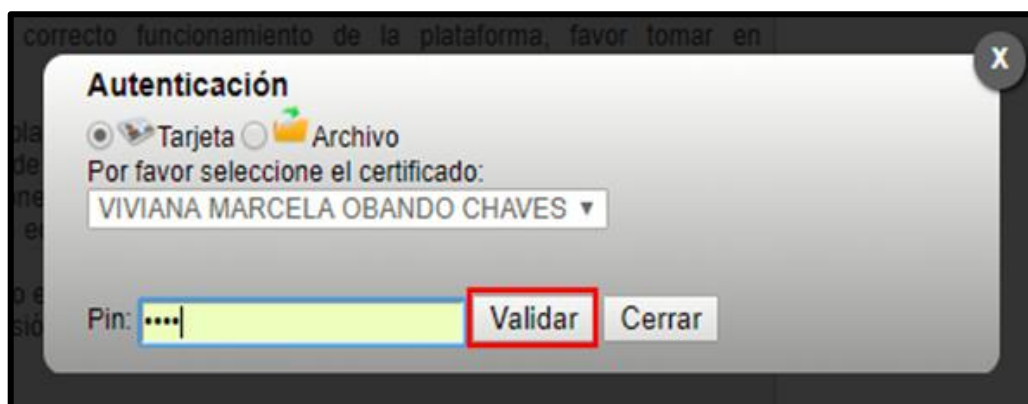 correcto funcionamiento de la plataforma, favor tomar en
X
Autenticación
Tarjeta Archivo
Por favor seleccione el certificado:
VIVIANA MARCELA OBANDO CHAVES ▼
Pin: •••• Validar Cerrar